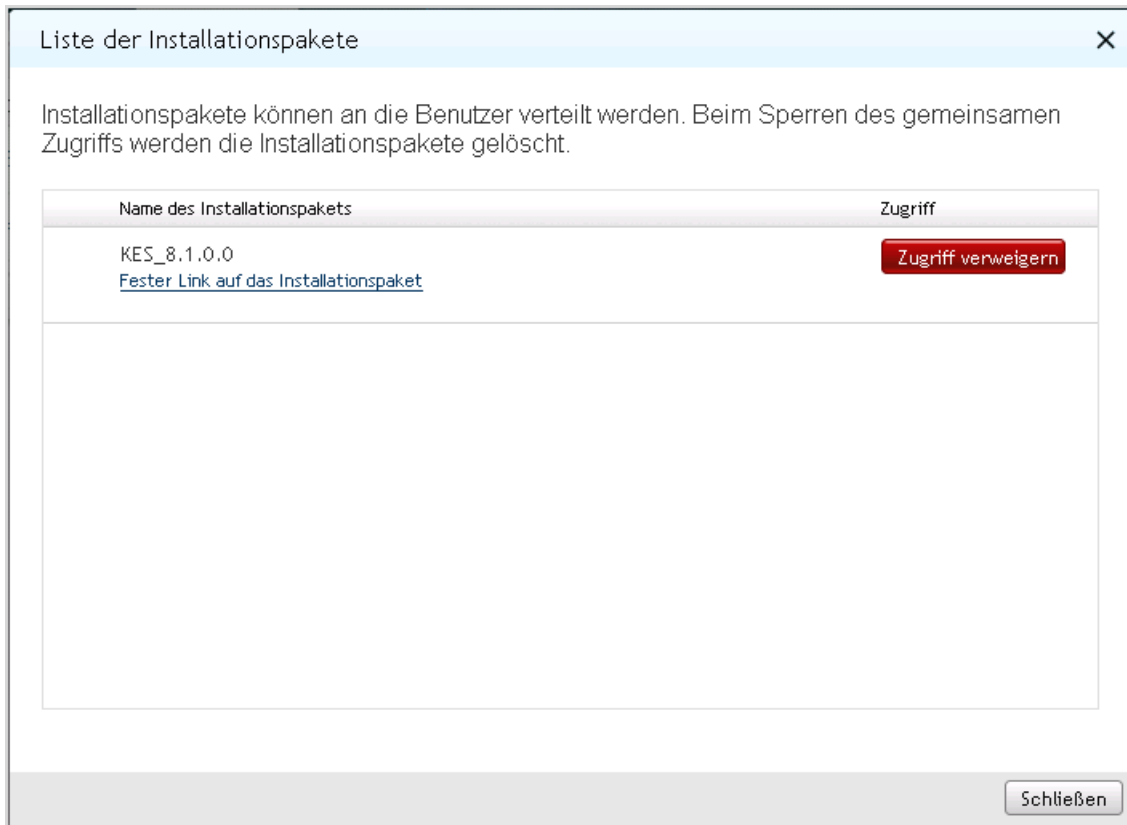 Liste der Installationspakete
Installationspakete können an die Benutzer verteilt werden. Beim Sperren des gemeinsamen
Zugriffs werden die Installationspakete gelöscht.
Name des Installationspakets Zugriff
KES_8.1.0.0 Zugriff verweigern
Fester Link auf das Installationspaket
Schließen